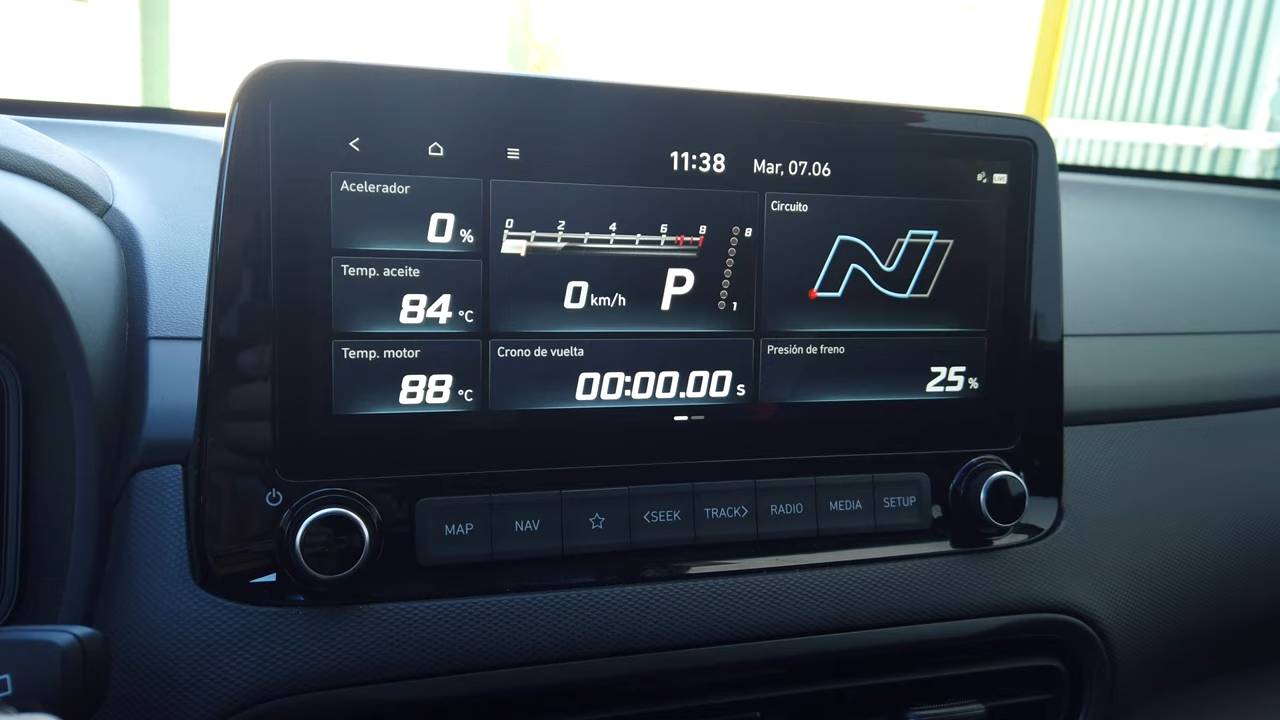 11:38 Mar, 07.06
LIVE
Acelerador
0 %
Temp. aceite
84 °C
Temp. motor
88 °C
0 2 4 6 8
8
1
0 km/h P
Crono de vuelta
00:00.00 s
Circuito
N
Presión de freno
25 %
MAP NAV <SEEK TRACK> RADIO MEDIA SETUP